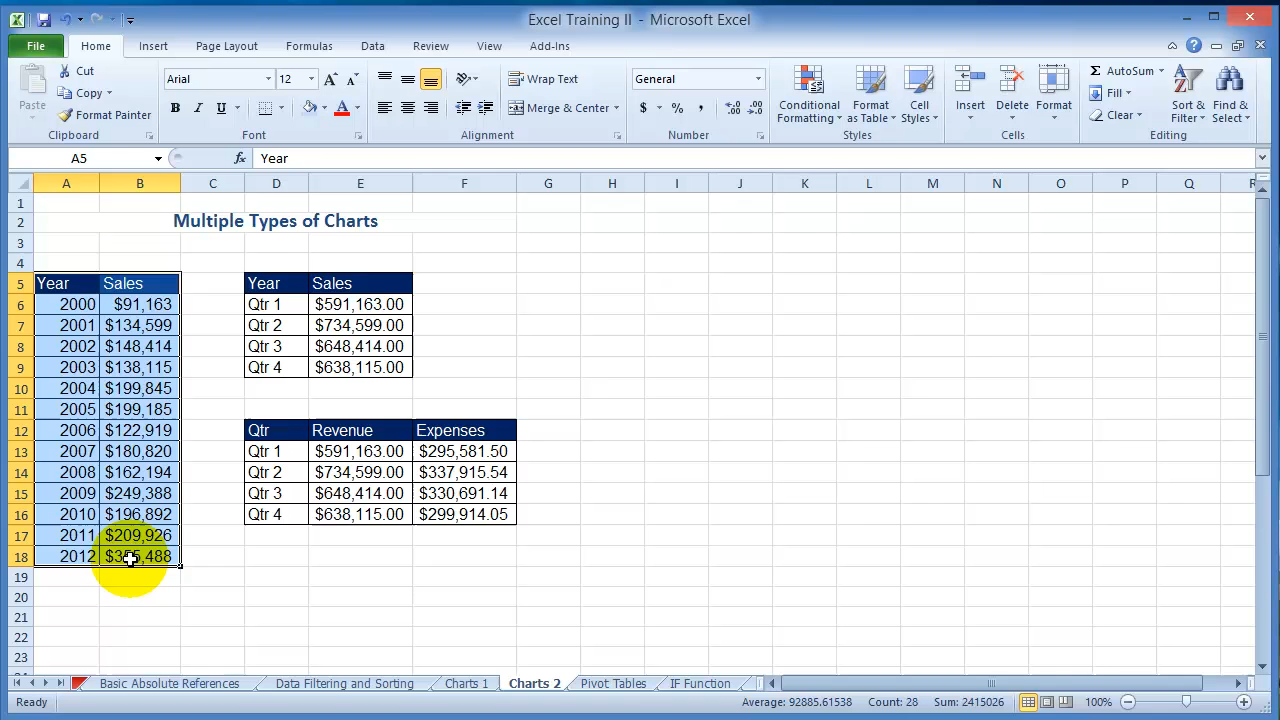 Excel Training II - Microsoft Excel
File Home Insert Page Layout Formulas Data Review View Add-Ins
Paste
Cut
Copy
Format Painter
Clipboard
Arial 12
B I U
Font
Wrap Text
Merge & Center
Alignment
General
$ % ,
Number
Conditional Formatting
Format as Table
Cell Styles
Styles
Insert Delete Format
Cells
AutoSum
Fill
Clear
Sort & Filter
Find & Select
Editing
A5 fx Year
A B C D E F G H I J K L M N O P Q R
1
2 Multiple Types of Charts
3
4
5 Year Sales Year Sales
6 2000 $91,163 Qtr 1 $591,163.00
7 2001 $134,599 Qtr 2 $734,599.00
8 2002 $148,414 Qtr 3 $648,414.00
9 2003 $138,115 Qtr 4 $638,115.00
10 2004 $199,845
11 2005 $199,185
12 2006 $122,919 Qtr Revenue Expenses
13 2007 $180,820 Qtr 1 $591,163.00 $295,581.50
14 2008 $162,194 Qtr 2 $734,599.00 $337,915.54
15 2009 $249,388 Qtr 3 $648,414.00 $330,691.14
16 2010 $196,892 Qtr 4 $638,115.00 $299,914.05
17 2011 $209,926
18 2012 $355,488
19
20
21
22
23
Basic Absolute References Data Filtering and Sorting Charts 1 Charts 2 Pivot Tables IF Function
Ready Average: 92885.61538 Count: 28 Sum: 2415026 100%